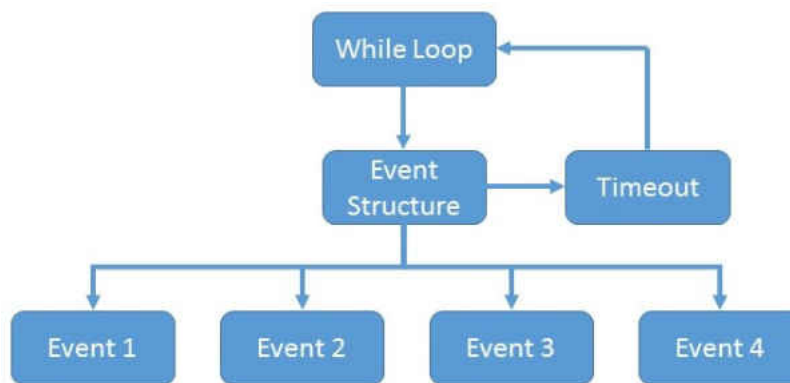 While Loop
Event
Structure
Timeout
Event 1
Event 2
Event 3
Event 4